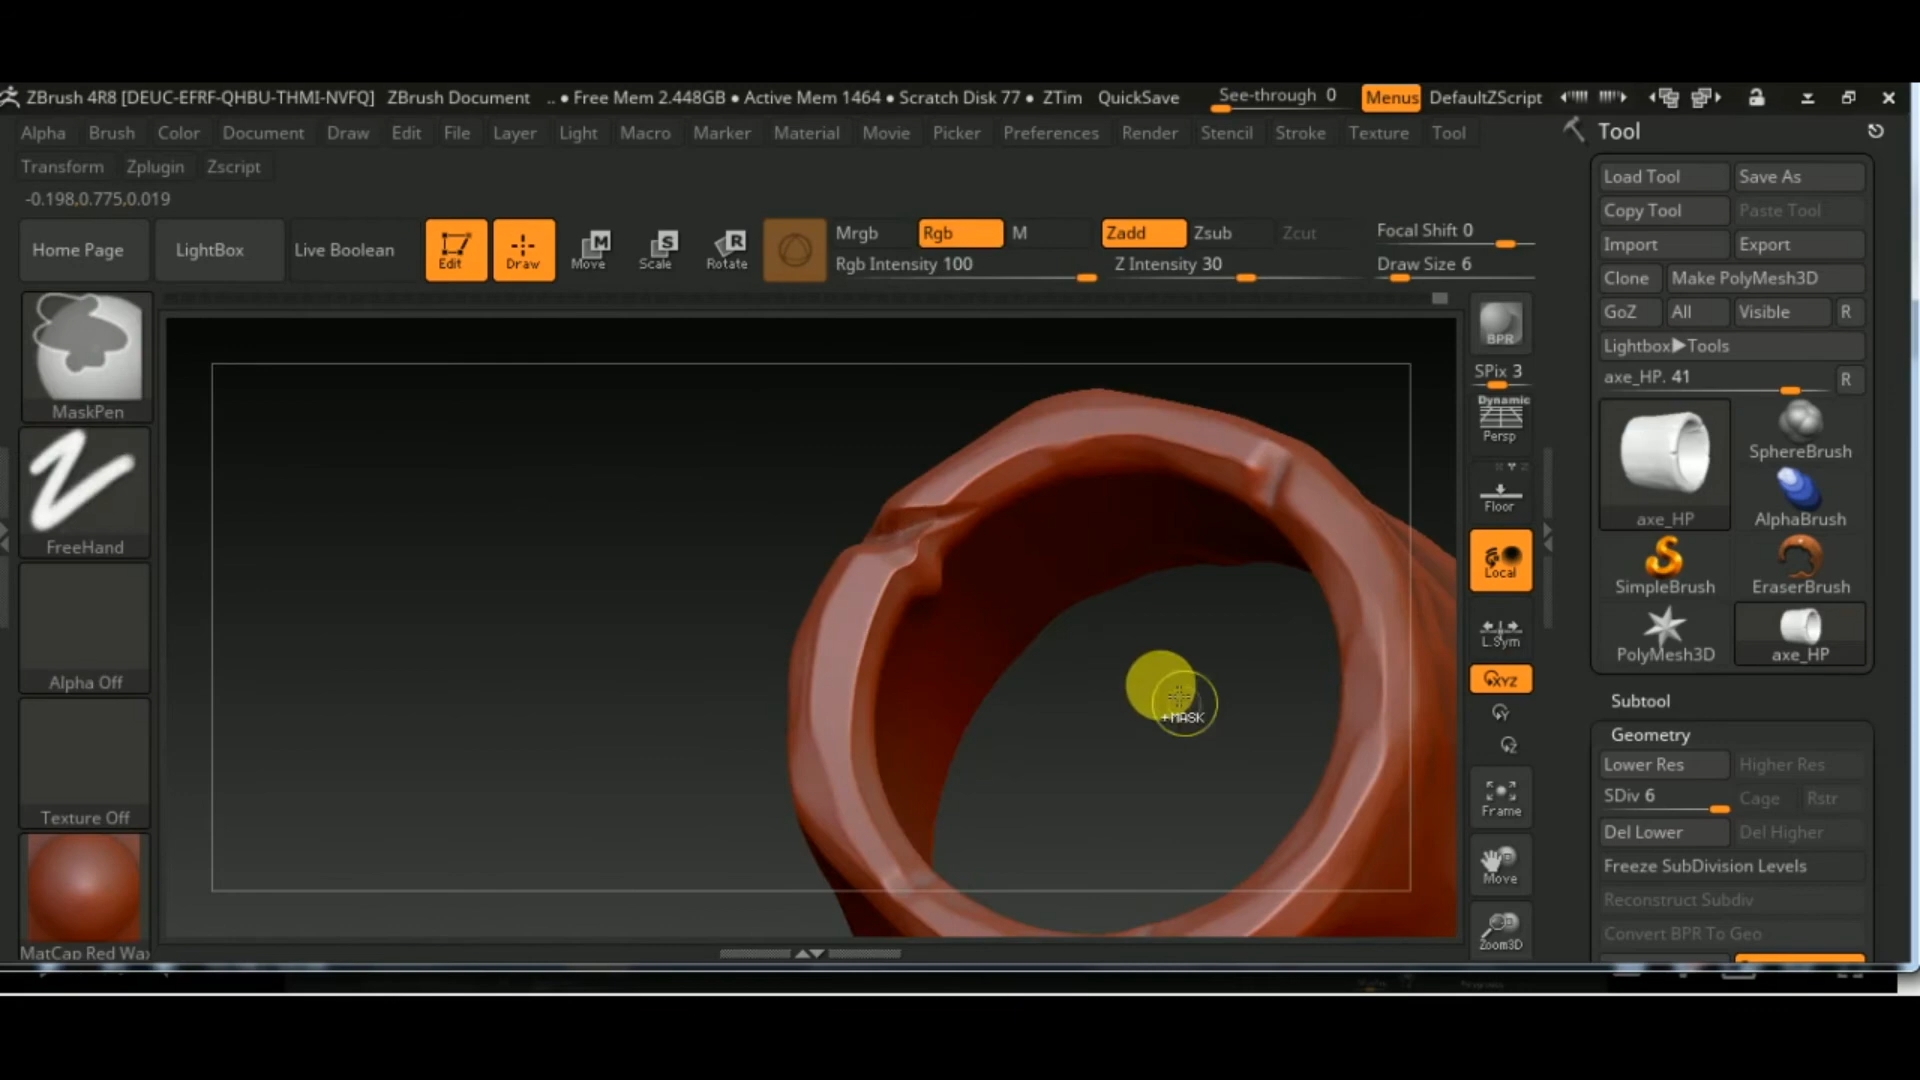 ZBrush 4R8 [DEUC-EFRF-QHBU-THMI-NVFQ] ZBrush Document .. • Free Mem 2.448GB • Active Mem 1464 • Scratch Disk 77 • ZTim QuickSave See-through 0 Menus DefaultZScript
Alpha Brush Color Document Draw Edit File Layer Light Macro Marker Material Movie Picker Preferences Render Stencil Stroke Texture Tool
Transform Zplugin Zscript
-0.198,0.775,0.019
Home Page LightBox Live Boolean Edit Draw Move Scale Rotate
M S R
Mrgb Rgb M Zadd Zsub Zcut Focal Shift 0
Rgb Intensity 100 Z Intensity 30 Draw Size 6
MaskPen
FreeHand
Alpha Off
Texture Off
MatCap Red Wax
+MASK
BPR
SPix 3
Dynamic
Persp
X Y Z
Floor
Local
L.Sym
XYZ
Y
Z
Frame
Move
Zoom3D
Tool
Load Tool Save As
Copy Tool Paste Tool
Import Export
Clone Make PolyMesh3D
GoZ All Visible R
Lightbox▶Tools
axe_HP. 41 R
axe_HP SphereBrush
AlphaBrush
SimpleBrush EraserBrush
PolyMesh3D axe_HP
Subtool
Geometry
Lower Res Higher Res
SDiv 6 Cage Rstr
Del Lower Del Higher
Freeze SubDivision Levels
Reconstruct Subdiv
Convert BPR To Geo